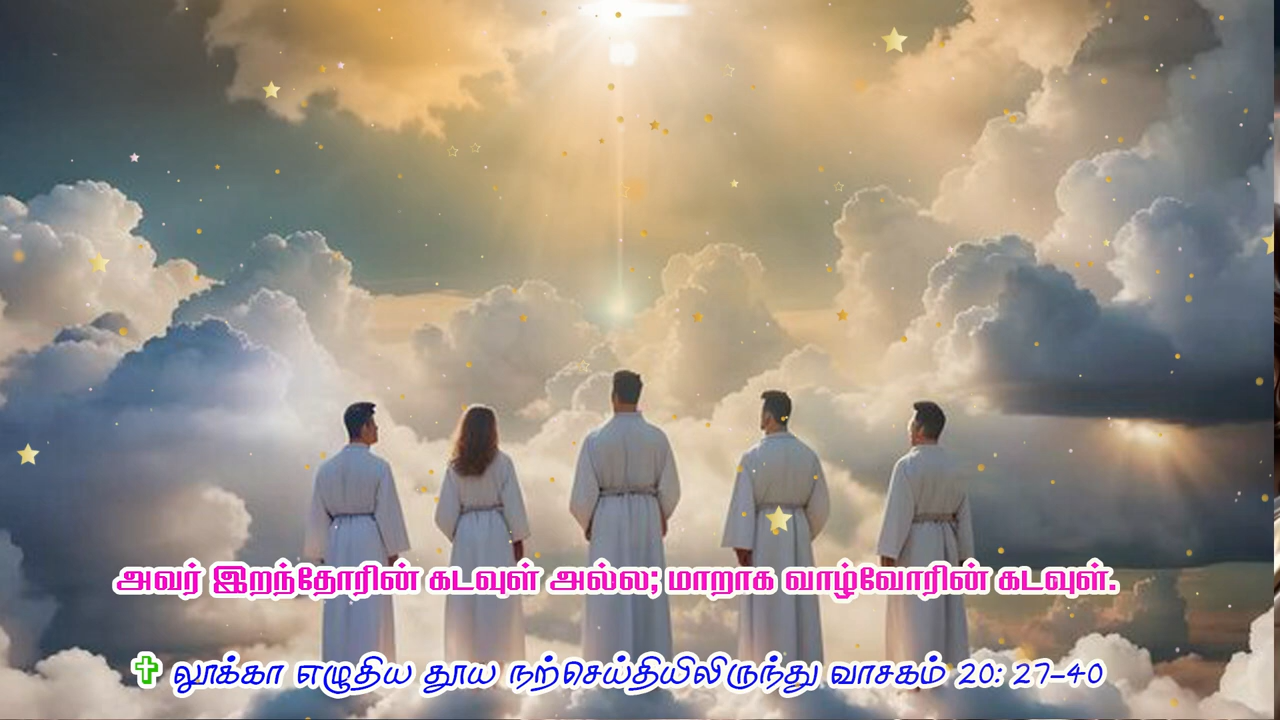 அவர் இறந்தோரின் கடவுள் அல்ல; மாறாக வாழ்வோரின் கடவுள்.
✞ லூக்கா எழுதிய தூய நற்செய்தியிலிருந்து வாசகம் 20: 27-40